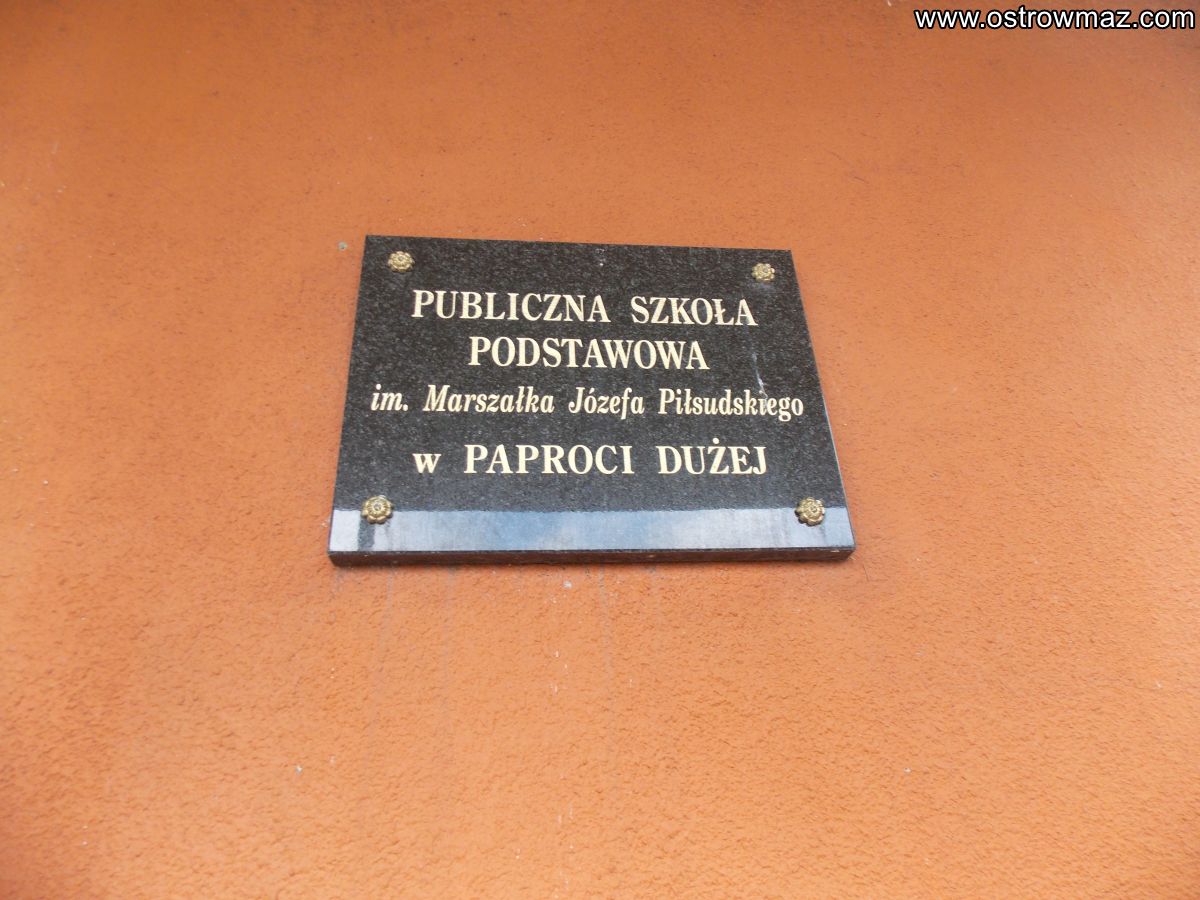 www.ostrowmaz.com
PUBLICZNA SZKOŁA
PODSTAWOWA
im. Marszałka Józefa Piłsudskiego
w PAPROCI DUŻEJ